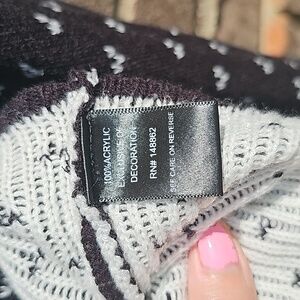 100%ACRYLIC
EXCLUSIVE OF
DECORATION
RN# 148862
SEE CARE ON REVERSE